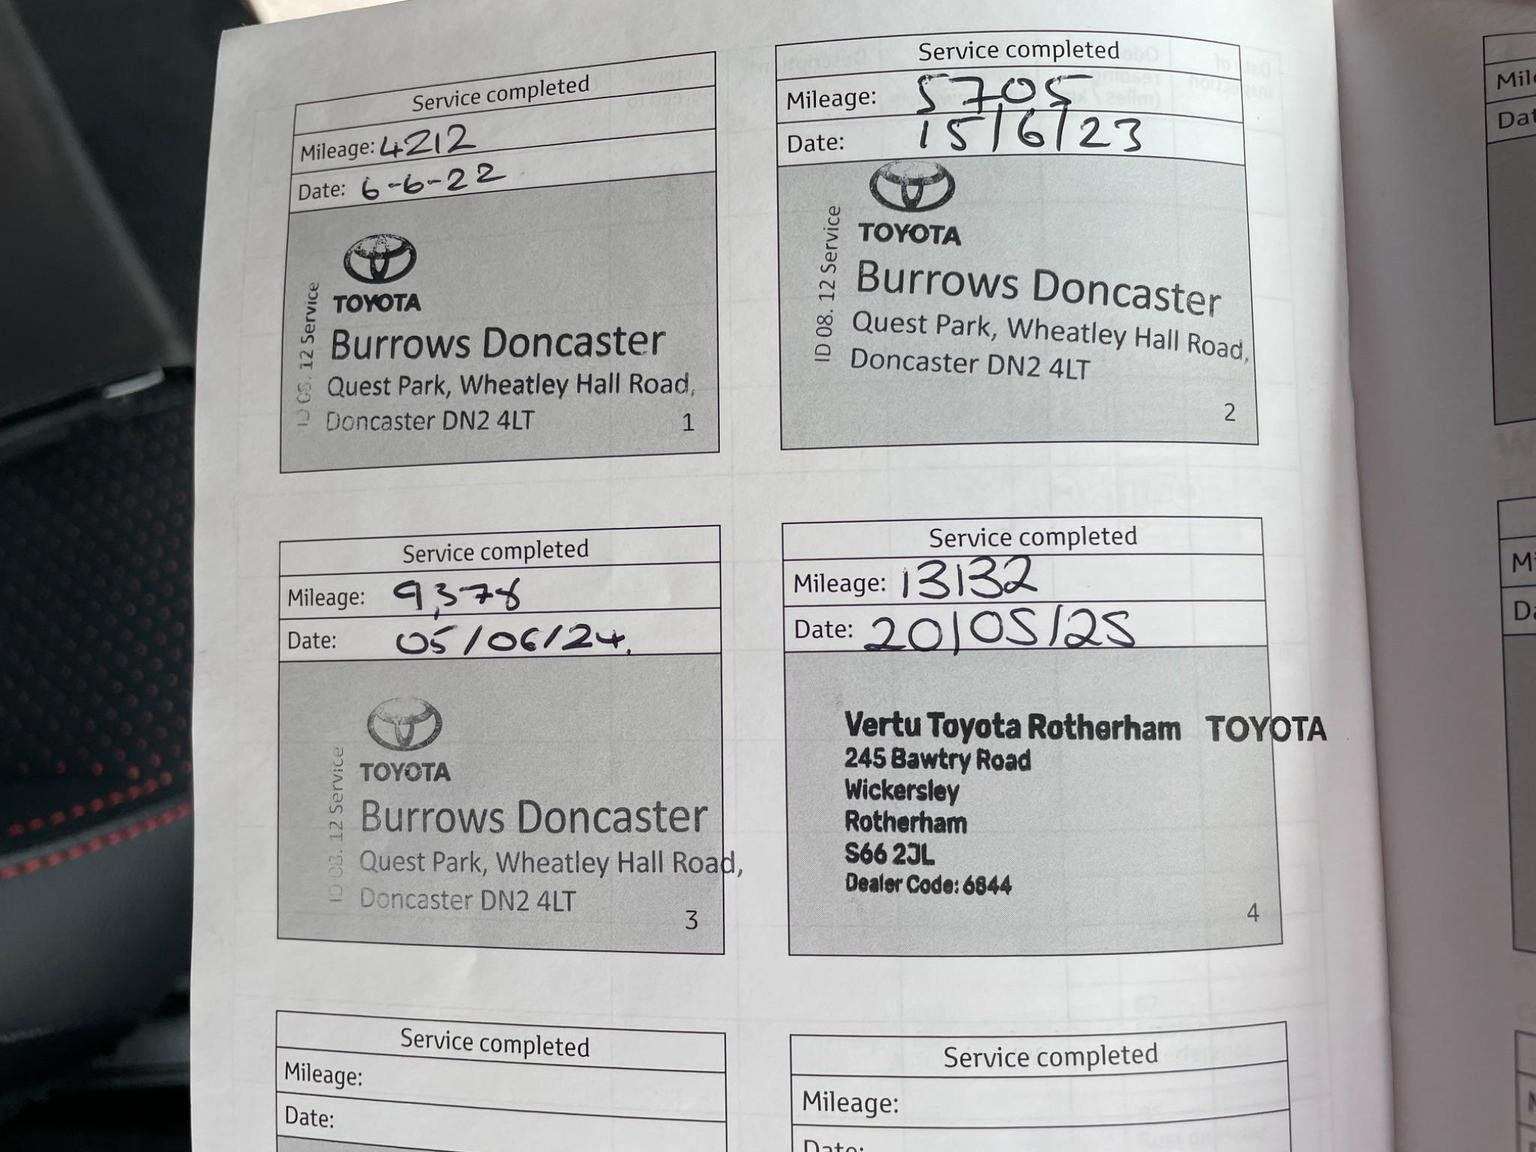 Service completed
Mileage: 4212
Date: 6-6-22
TOYOTA
Burrows Doncaster
Quest Park, Wheatley Hall Road,
Doncaster DN2 4LT
ID 08. 12 Service
1
Service completed
Mileage: 5705
Date: 15/6/23
TOYOTA
Burrows Doncaster
Quest Park, Wheatley Hall Road,
Doncaster DN2 4LT
ID 08. 12 Service
2
Service completed
Mileage: 9,378
Date: 05/06/24.
TOYOTA
Burrows Doncaster
Quest Park, Wheatley Hall Road,
Doncaster DN2 4LT
ID 08. 12 Service
3
Service completed
Mileage: 13132
Date: 20/05/25
Vertu Toyota Rotherham TOYOTA
245 Bawtry Road
Wickersley
Rotherham
S66 2JL
Dealer Code: 6844
4
Service completed
Mileage:
Date:
Service completed
Mileage:
Date: